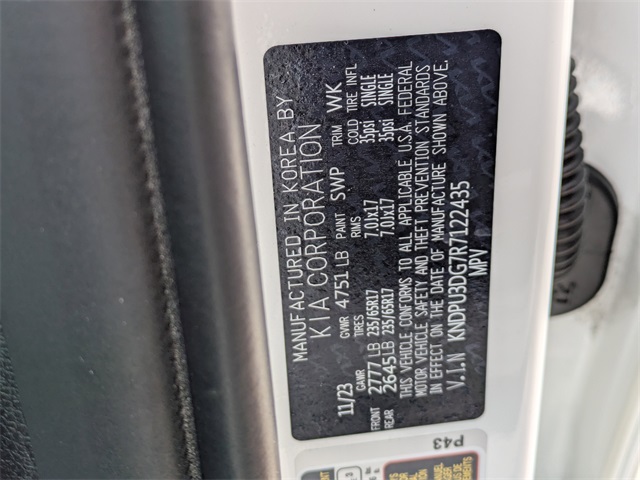 MANUFACTURED IN KOREA BY
KIA CORPORATION
11/23 GVWR 4751 LB PAINT SWP TRIM WK
GAWR TIRES RIMS COLD TIRE INFL
FRONT 2777 LB 235/65R17 7.0Jx17 35psi SINGLE
REAR 2645 LB 235/65R17 7.0Jx17 35psi SINGLE
THIS VEHICLE CONFORMS TO ALL APPLICABLE U.S.A. FEDERAL
MOTOR VEHICLE SAFETY AND THEFT PREVENTION STANDARDS
IN EFFECT ON THE DATE OF MANUFACTURE SHOWN ABOVE.
V.I.N KNDPU3DG7R7122435
MPV
P43